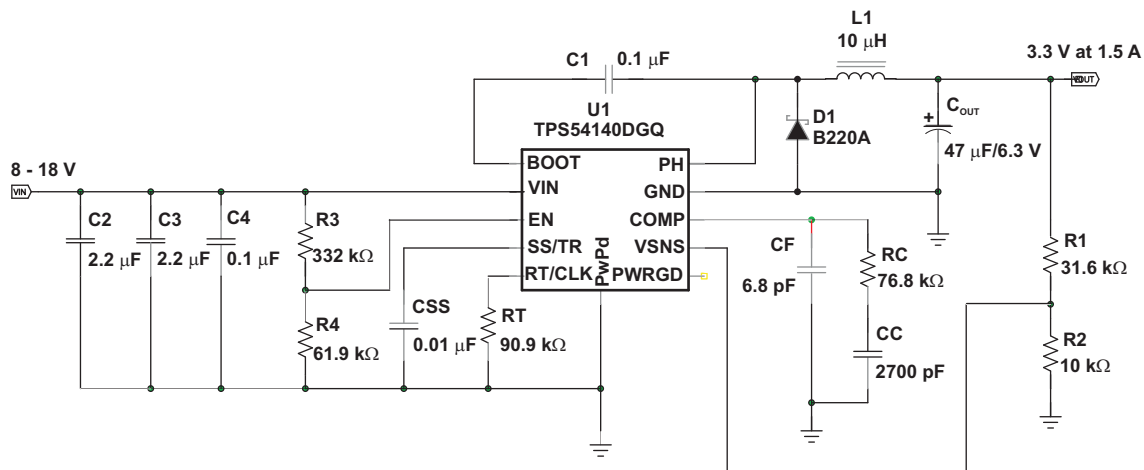 L1
10 μH
3.3 V at 1.5 A
C1
0.1 μF
U1
TPS54140DGQ
D1
B220A
C_OUT
+
47 μF/6.3 V
8 - 18 V
VIN
BOOT
VIN
EN
SS/TR
RT/CLK
PwPd
PH
GND
COMP
VSNS
PWRGD
C2
2.2 μF
C3
2.2 μF
C4
0.1 μF
R3
332 kΩ
R4
61.9 kΩ
CSS
0.01 μF
RT
90.9 kΩ
CF
6.8 pF
RC
76.8 kΩ
CC
2700 pF
R1
31.6 kΩ
R2
10 kΩ